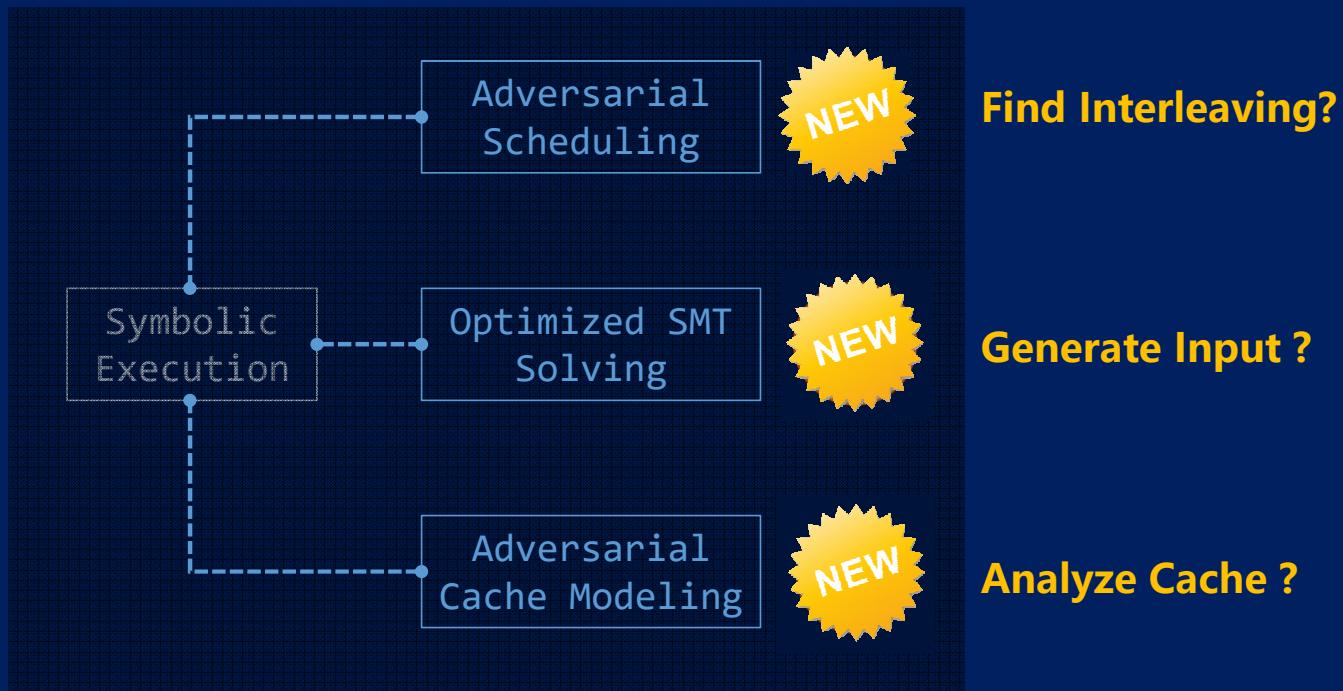 Adversarial
Scheduling
NEW
Find Interleaving?
Symbolic
Execution
Optimized SMT
Solving
NEW
Generate Input ?
Adversarial
Cache Modeling
NEW
Analyze Cache ?